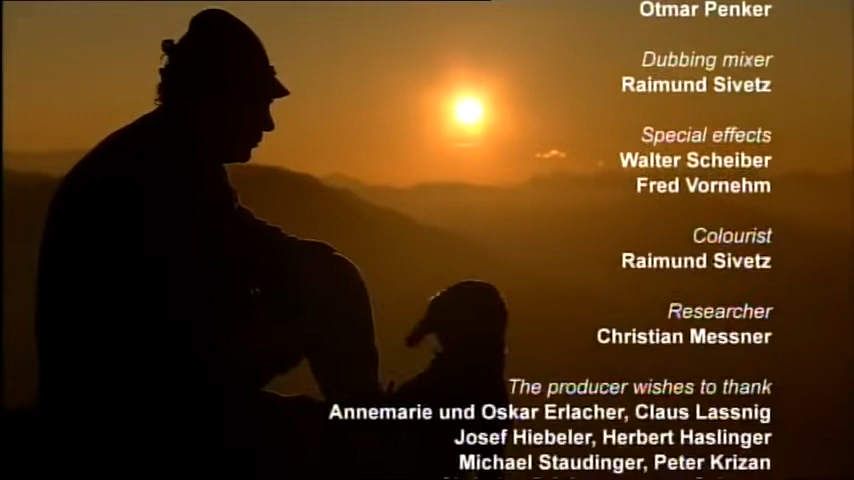 Otmar Penker
Dubbing mixer
Raimund Sivetz
Special effects
Walter Scheiber
Fred Vornehm
Colourist
Raimund Sivetz
Researcher
Christian Messner
The producer wishes to thank
Annemarie und Oskar Erlacher, Claus Lassnig
Josef Hiebeler, Herbert Haslinger
Michael Staudinger, Peter Krizan